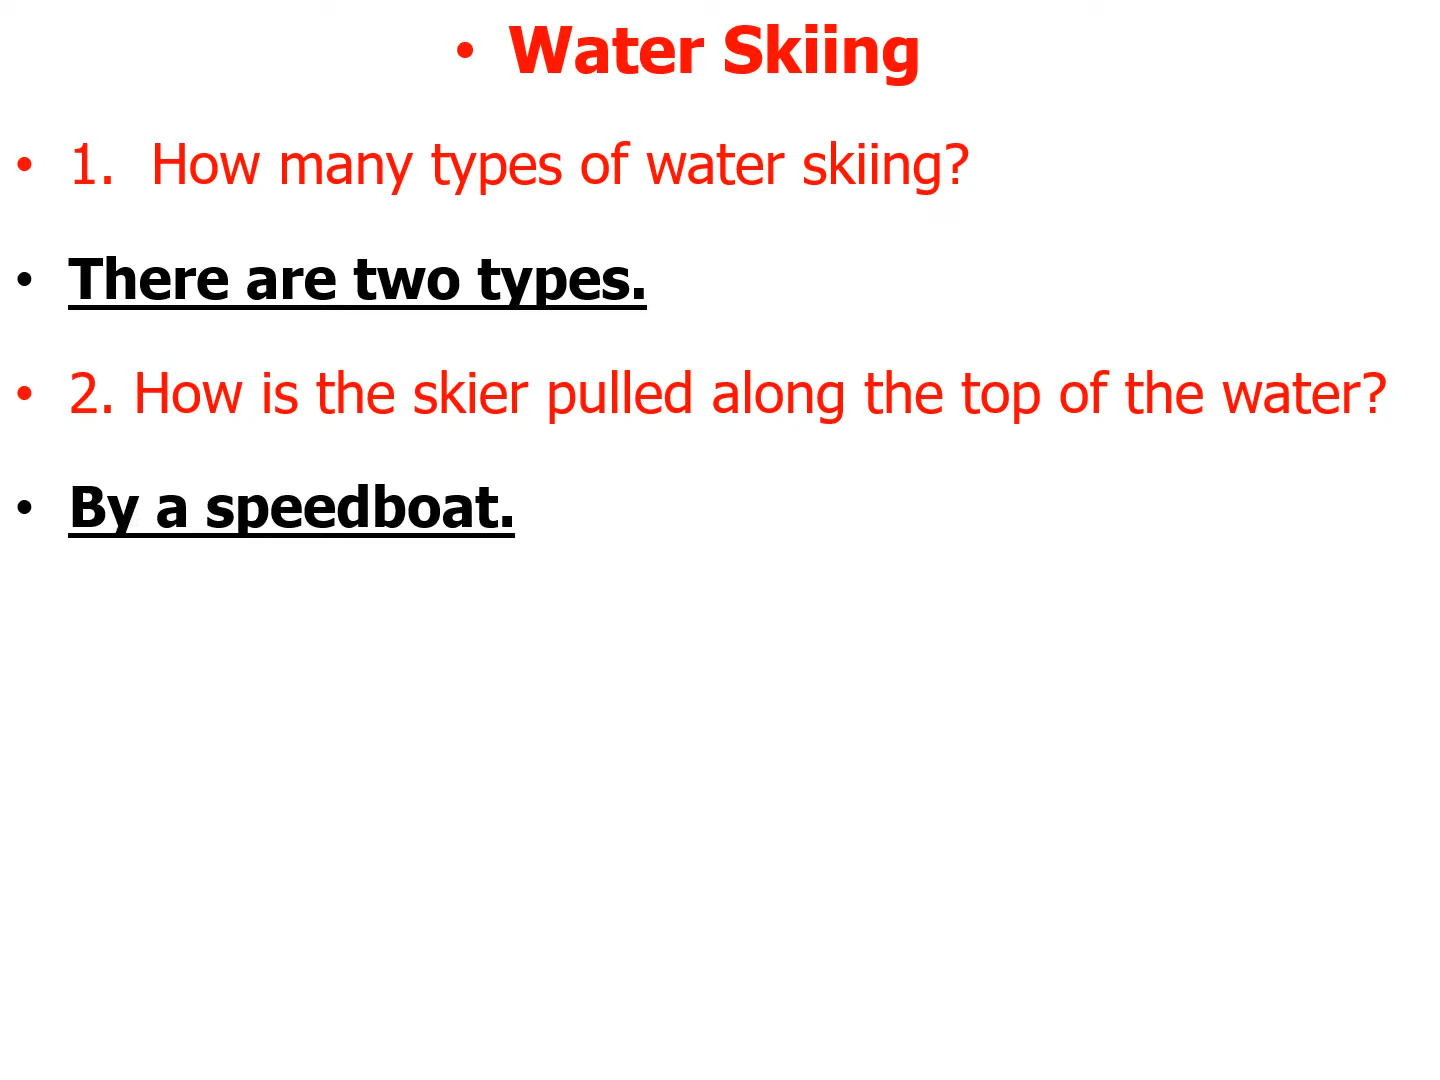 • Water Skiing
• 1. How many types of water skiing?
• There are two types.
• 2. How is the skier pulled along the top of the water?
• By a speedboat.